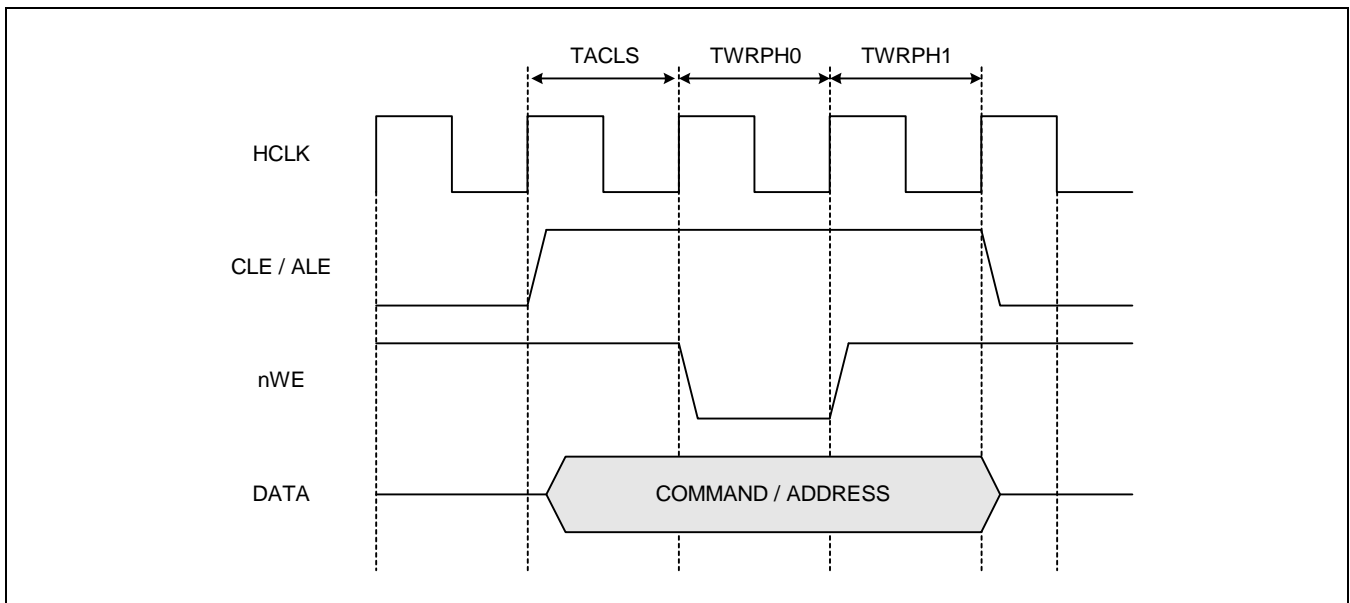 TACLS TWRPH0 TWRPH1
HCLK
CLE / ALE
nWE
DATA COMMAND / ADDRESS